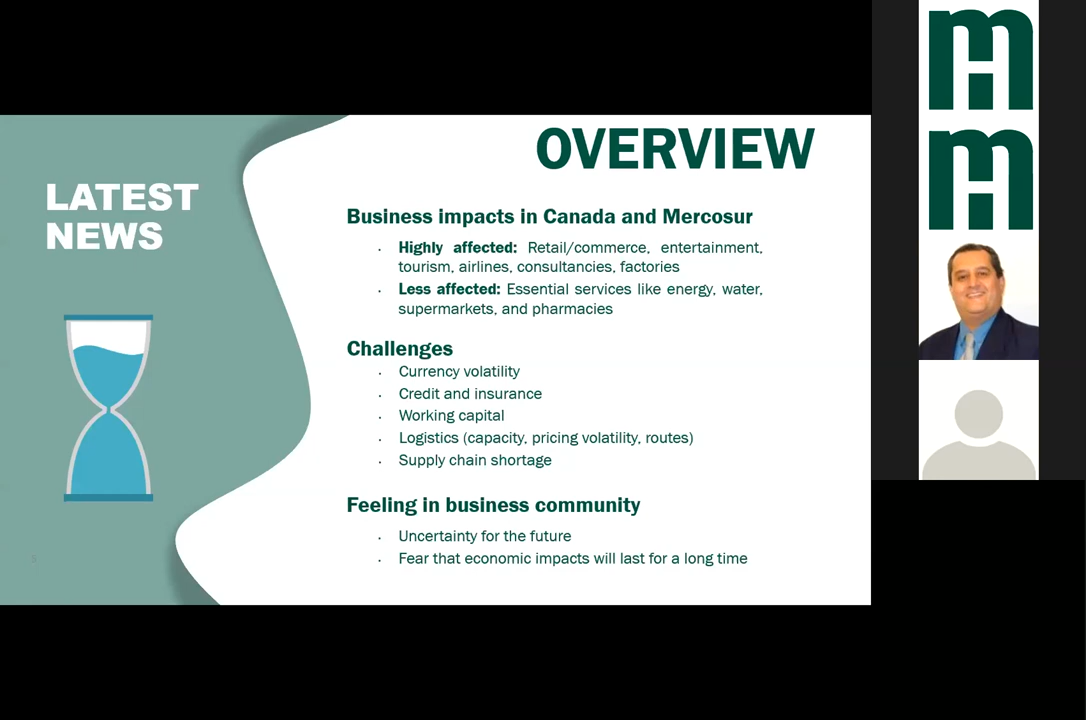 LATEST
NEWS
OVERVIEW
Business impacts in Canada and Mercosur
· Highly affected: Retail/commerce, entertainment,
tourism, airlines, consultancies, factories
· Less affected: Essential services like energy, water,
supermarkets, and pharmacies
Challenges
· Currency volatility
· Credit and insurance
· Working capital
· Logistics (capacity, pricing volatility, routes)
· Supply chain shortage
Feeling in business community
· Uncertainty for the future
· Fear that economic impacts will last for a long time